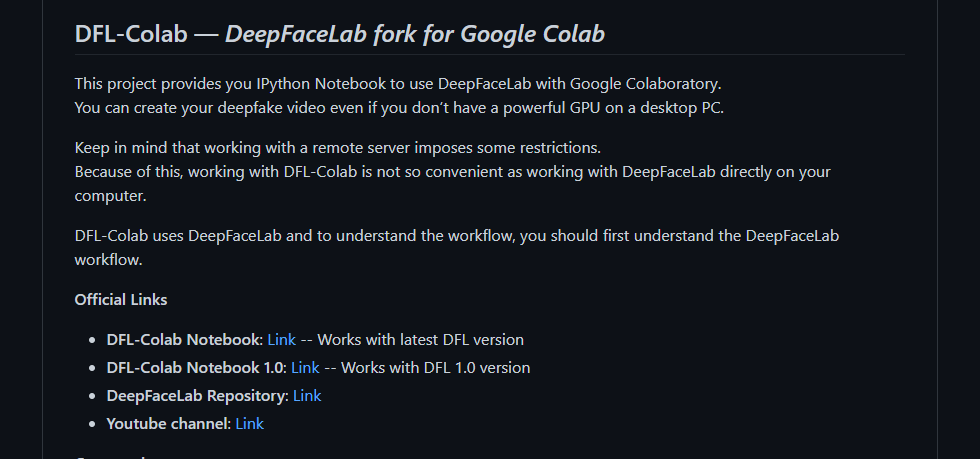 DFL-Colab — DeepFaceLab fork for Google Colab
This project provides you IPython Notebook to use DeepFaceLab with Google Colaboratory.
You can create your deepfake video even if you don’t have a powerful GPU on a desktop PC.
Keep in mind that working with a remote server imposes some restrictions.
Because of this, working with DFL-Colab is not so convenient as working with DeepFaceLab directly on your
computer.
DFL-Colab uses DeepFaceLab and to understand the workflow, you should first understand the DeepFaceLab
workflow.
Official Links
• DFL-Colab Notebook: Link -- Works with latest DFL version
• DFL-Colab Notebook 1.0: Link -- Works with DFL 1.0 version
• DeepFaceLab Repository: Link
• Youtube channel: Link